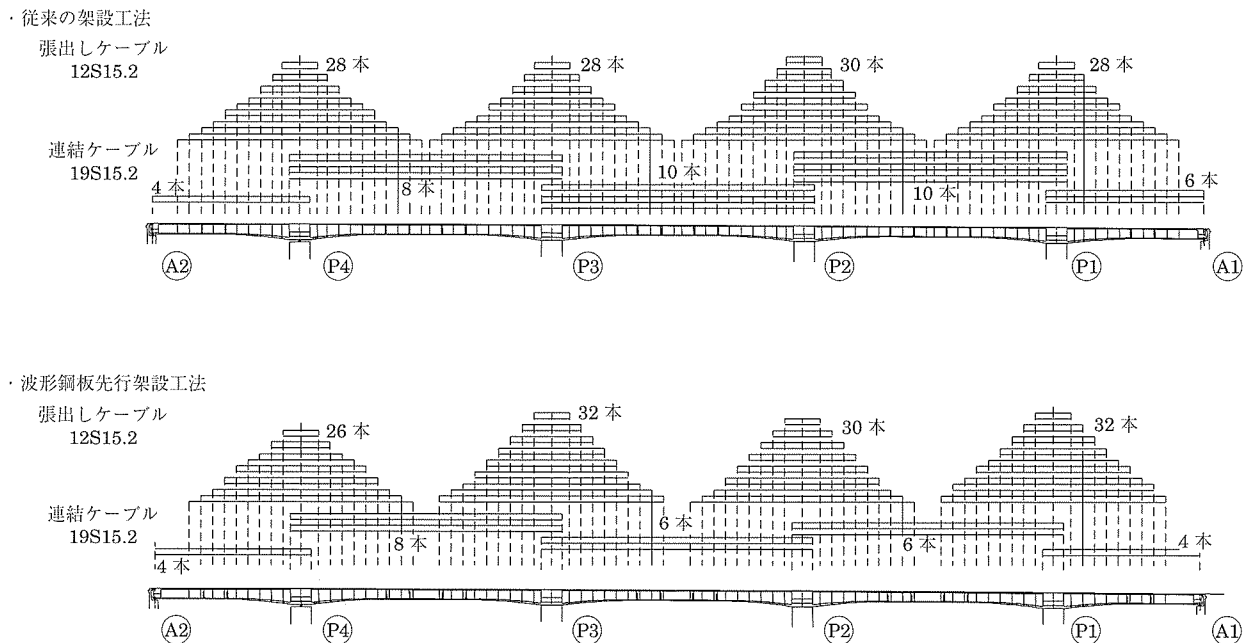 ・従来の架設工法
張出しケーブル
12S15.2
28 本
28 本
30 本
28 本
連結ケーブル
19S15.2
4 本
8 本
10 本
10 本
6 本
A2
P4
P3
P2
P1
A1
・波形鋼板先行架設工法
張出しケーブル
12S15.2
26 本
32 本
30 本
32 本
連結ケーブル
19S15.2
4 本
8 本
6 本
6 本
4 本
A2
P4
P3
P2
P1
A1